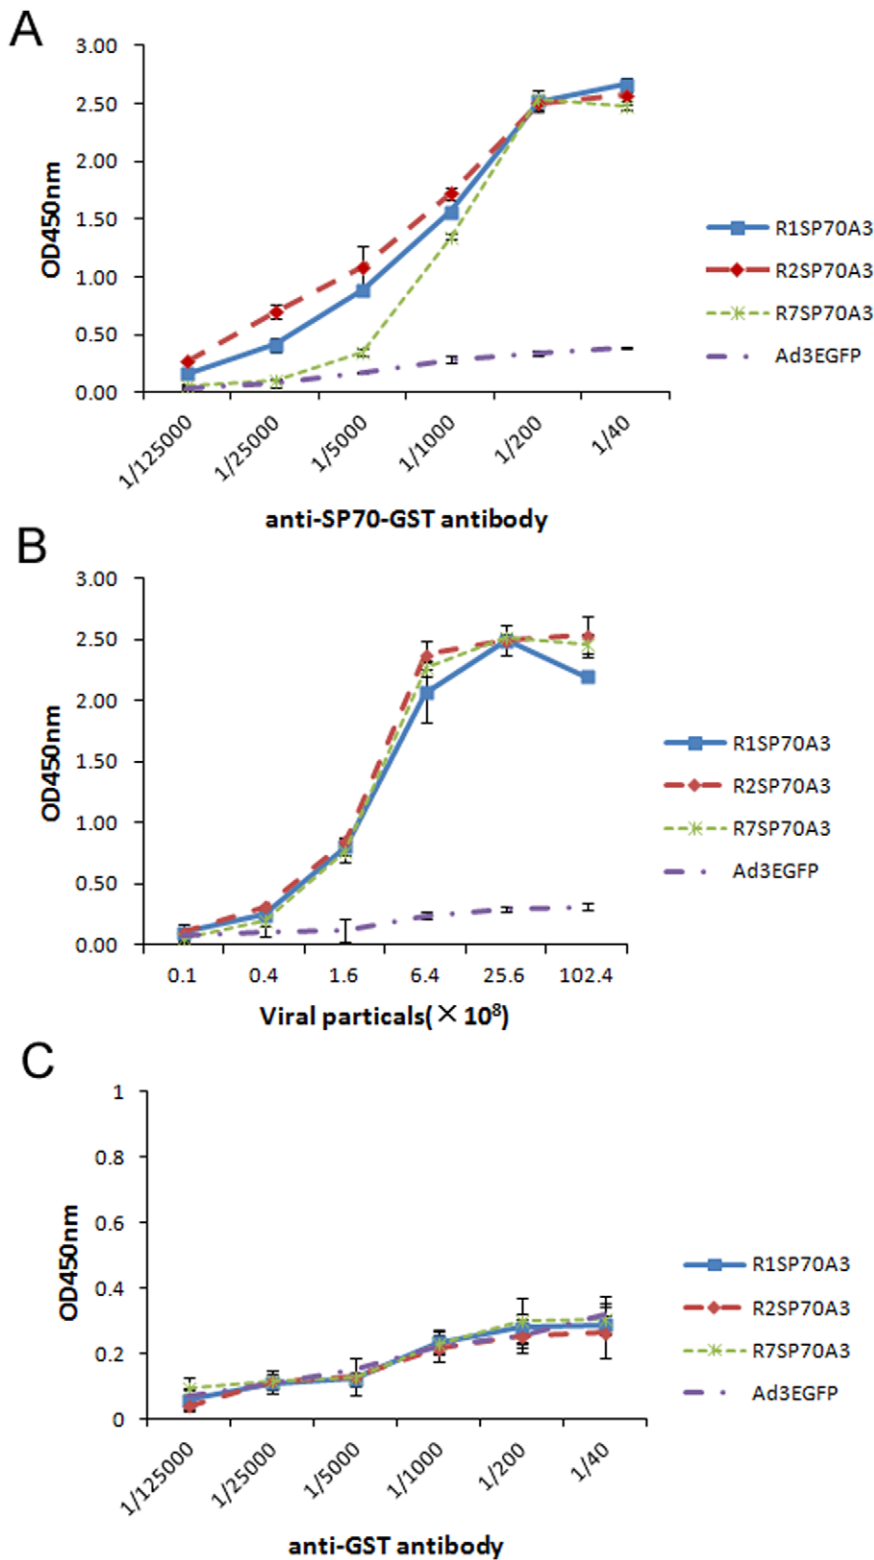 A
3.00
2.50
2.00
1.50
1.00
0.50
0.00
OD450nm
1/125000
1/25000
1/5000
1/1000
1/200
1/40
anti-SP70-GST antibody
R1SP70A3
R2SP70A3
R7SP70A3
Ad3EGFP
B
3.00
2.50
2.00
1.50
1.00
0.50
0.00
OD450nm
0.1
0.4
1.6
6.4
25.6
102.4
Viral particals(×10⁸)
R1SP70A3
R2SP70A3
R7SP70A3
Ad3EGFP
C
1
0.8
0.6
0.4
0.2
0
OD450nm
1/125000
1/25000
1/5000
1/1000
1/200
1/40
anti-GST antibody
R1SP70A3
R2SP70A3
R7SP70A3
Ad3EGFP